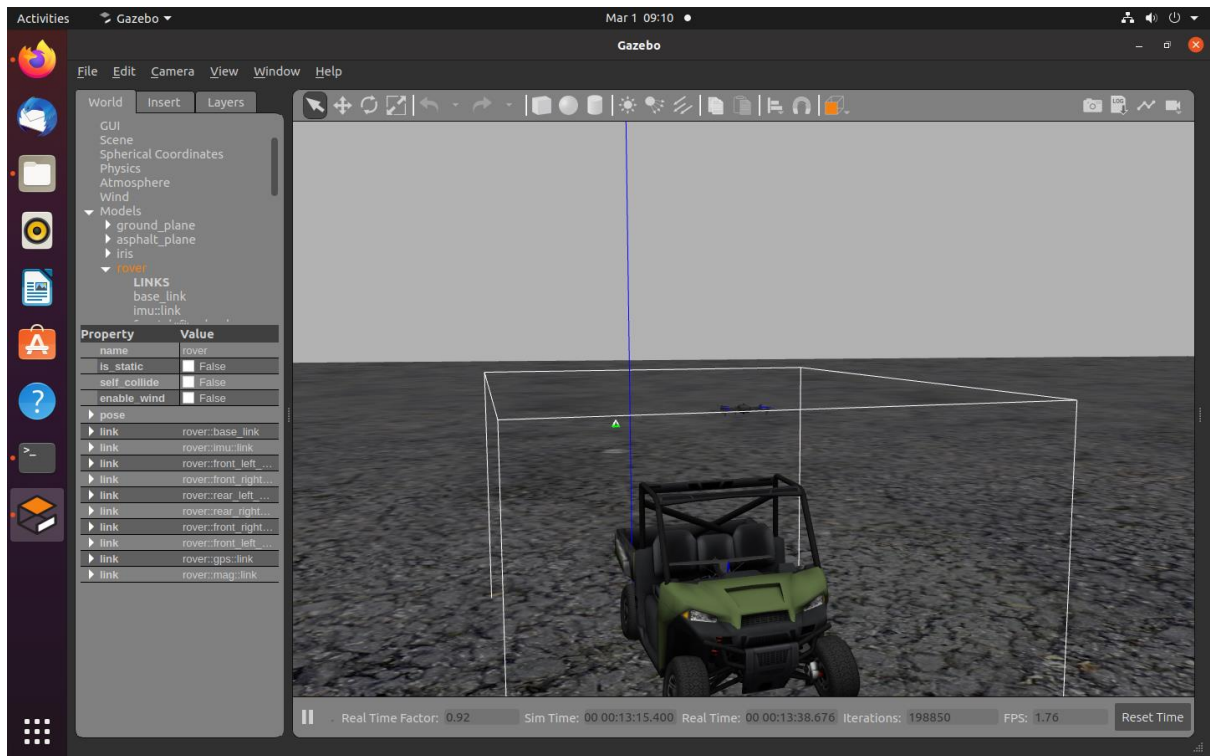 Activities Gazebo Mar 1 09:10
Gazebo
File Edit Camera View Window Help
World Insert Layers
GUI
Scene
Spherical Coordinates
Physics
Atmosphere
Wind
Models
ground_plane
asphalt_plane
iris
rover
LINKS
base_link
imu::link
Property Value
name rover
is_static False
self_collide False
enable_wind False
pose
link rover::base_link
link rover::imu::link
link rover::front_left_...
link rover::front_right...
link rover::rear_left_...
link rover::rear_right...
link rover::front_right...
link rover::front_left_...
link rover::gps::link
link rover::mag::link
LOG
Real Time Factor: 0.92 Sim Time: 00 00:13:15.400 Real Time: 00 00:13:38.676 Iterations: 198850 FPS: 1.76 Reset Time